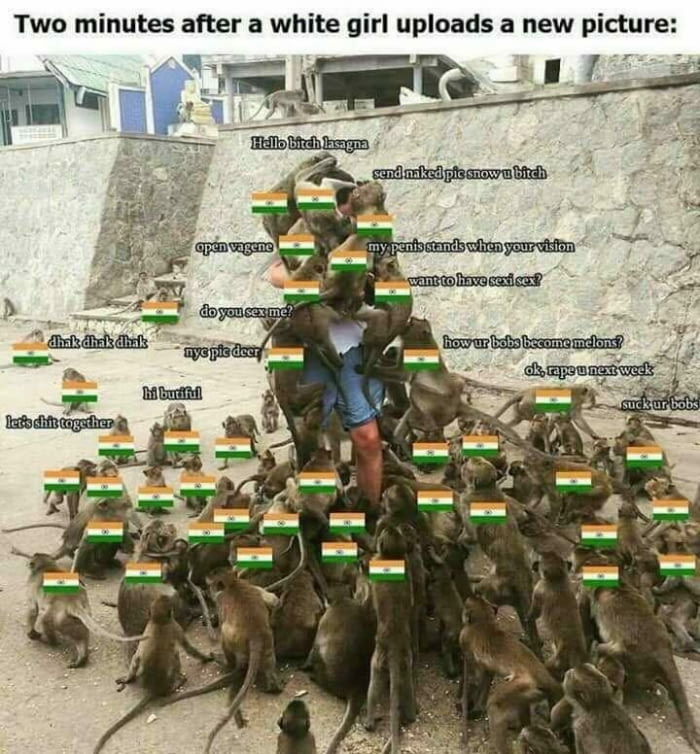 Two minutes after a white girl uploads a new picture:
Hello bitch lasagna
send naked pic snow u bitch
open vagene
my penis stands when your vision
want to have sexi sex?
do you sex me?
dhak dhak dhak
nyc pic deer
how ur bobs become melons?
ok, rape u next week
hi butiful
suck ur bobs
let's shit together